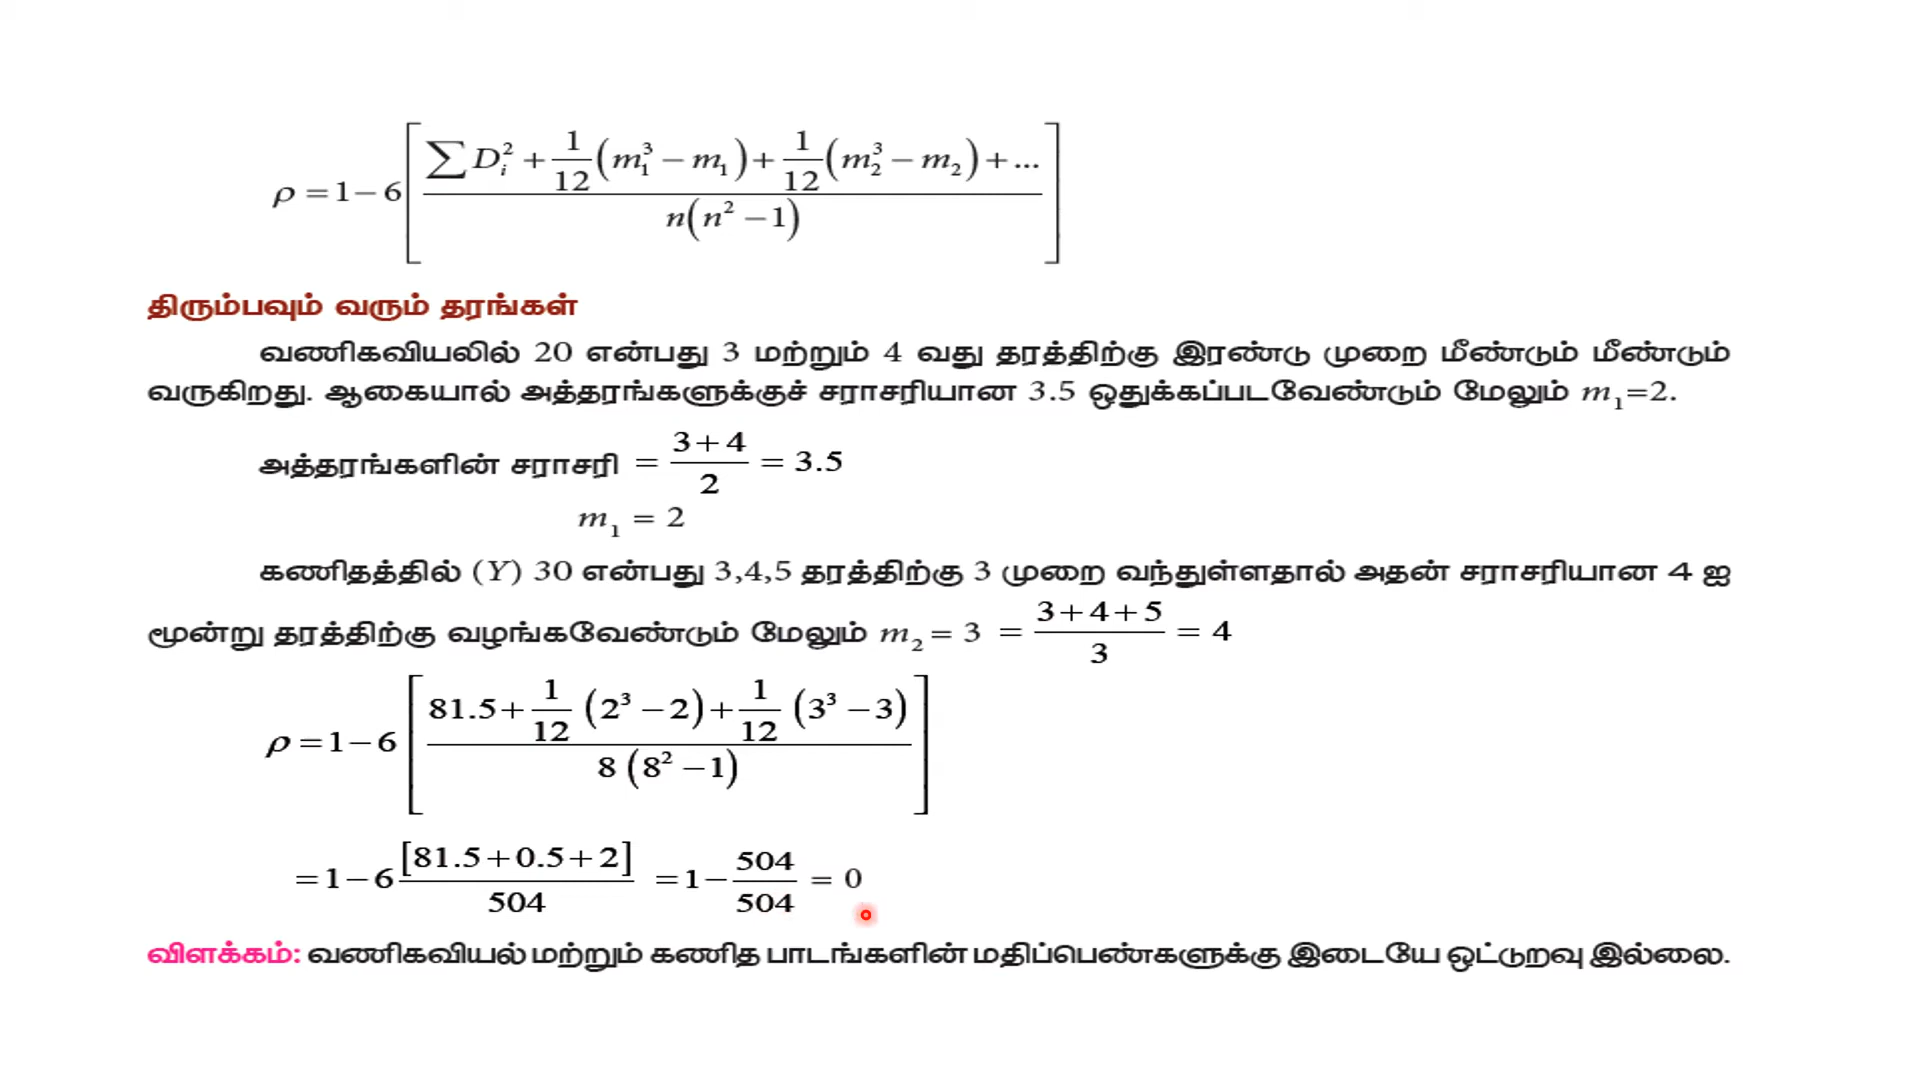 ρ = 1 − 6 [ (∑ D_i² + 1/12 (m₁³ − m₁) + 1/12 (m₂³ − m₂) + ...) / n(n² − 1) ]
திரும்பவும் வரும் தரங்கள்
வணிகவியலில் 20 என்பது 3 மற்றும் 4 வது தரத்திற்கு இரண்டு முறை மீண்டும் மீண்டும்
வருகிறது. ஆகையால் அத்தரங்களுக்குச் சராசரியான 3.5 ஒதுக்கப்படவேண்டும் மேலும் m₁=2.
அத்தரங்களின் சராசரி = (3+4)/2 = 3.5
m₁ = 2
கணிதத்தில் (Y) 30 என்பது 3,4,5 தரத்திற்கு 3 முறை வந்துள்ளதால் அதன் சராசரியான 4 ஐ
மூன்று தரத்திற்கு வழங்கவேண்டும் மேலும் m₂ = 3 = (3+4+5)/3 = 4
ρ = 1 − 6 [ (81.5 + 1/12 (2³ − 2) + 1/12 (3³ − 3)) / 8 (8² − 1) ]
= 1 − 6 [81.5+0.5+2]/504 = 1 − 504/504 = 0
விளக்கம்: வணிகவியல் மற்றும் கணித பாடங்களின் மதிப்பெண்களுக்கு இடையே ஒட்டுறவு இல்லை.